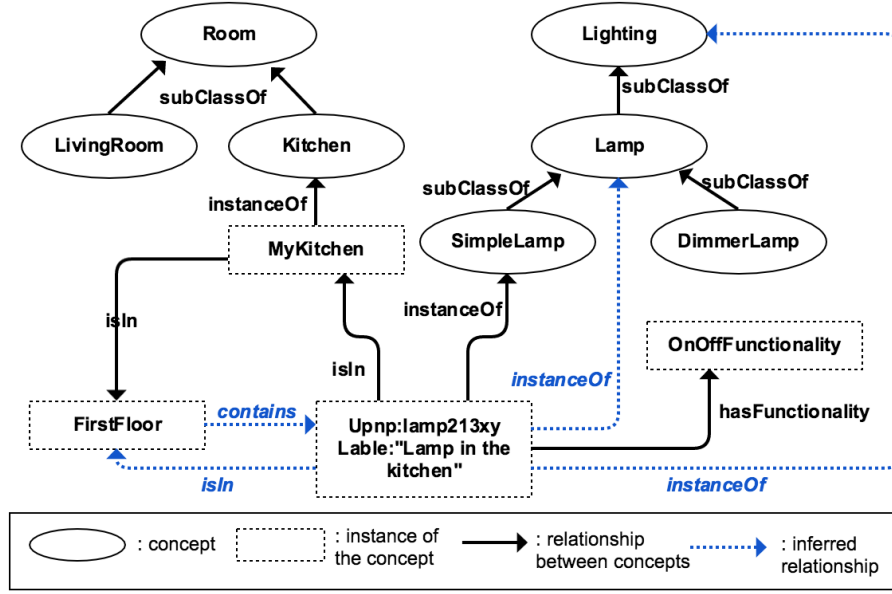 Room
Lighting
subClassOf
subClassOf
LivingRoom
Kitchen
Lamp
instanceOf
subClassOf
subClassOf
MyKitchen
SimpleLamp
DimmerLamp
isIn
instanceOf
OnOffFunctionality
isIn
instanceOf
contains
hasFunctionality
FirstFloor
Upnp:lamp213xy
Lable:"Lamp in the
kitchen"
isIn
instanceOf
: concept
: instance of
the concept
: relationship
between concepts
: inferred
relationship